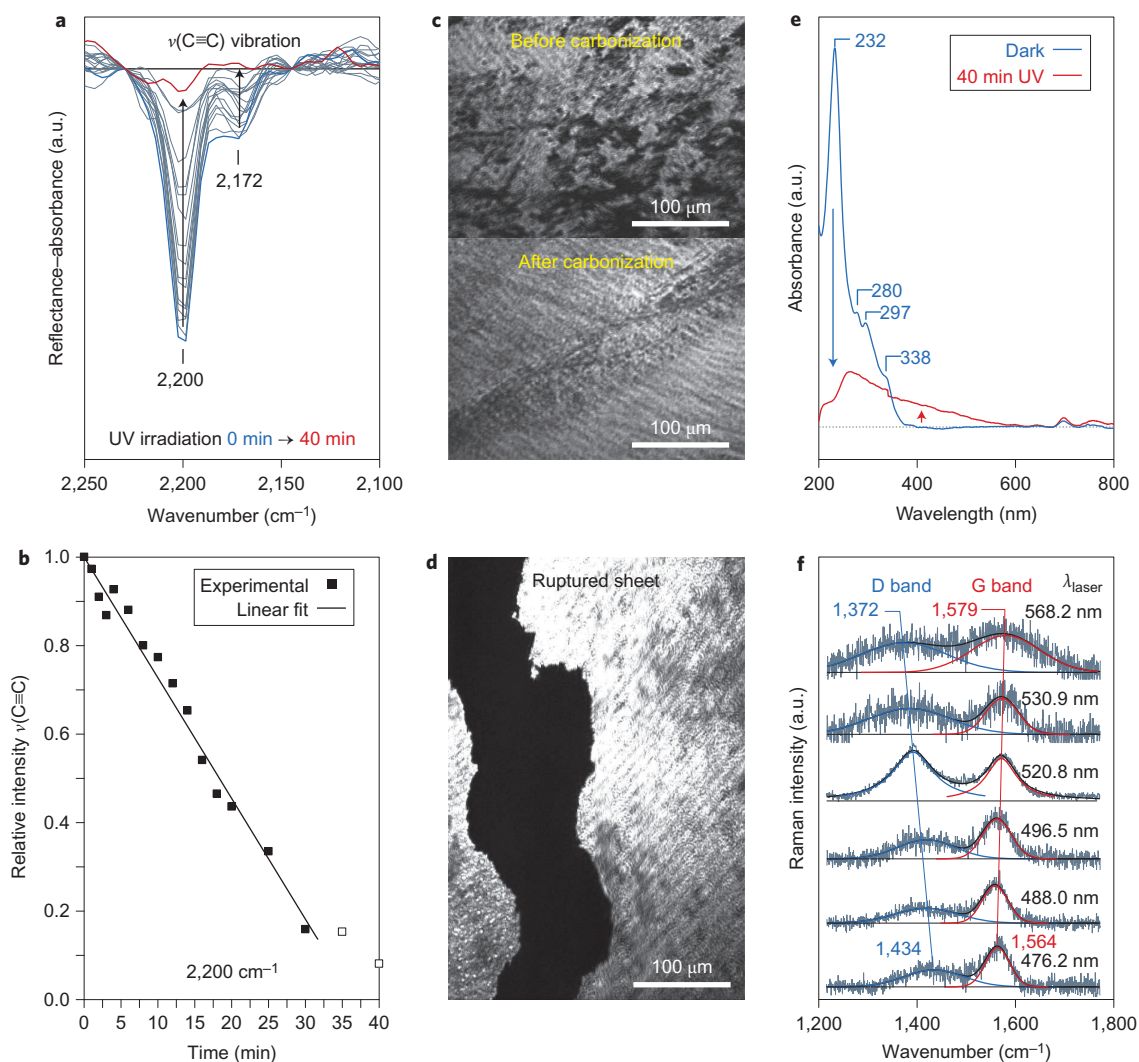 a
ν(C≡C) vibration
2,172
2,200
UV irradiation 0 min → 40 min
Reflectance–absorbance (a.u.)
2,250 2,200 2,150 2,100
Wavenumber (cm⁻¹)
b
1.0
0.8
0.6
0.4
0.2
0.0
Experimental
Linear fit
2,200 cm⁻¹
Relative intensity ν(C≡C)
0 5 10 15 20 25 30 40
Time (min)
c
Before carbonization
100 μm
After carbonization
100 μm
d
Ruptured sheet
100 μm
e
232
Dark
40 min UV
280
297
338
Absorbance (a.u.)
200 400 600 800
Wavelength (nm)
f
D band G band λlaser
1,372 1,579 568.2 nm
530.9 nm
520.8 nm
496.5 nm
488.0 nm
1,434 1,564 476.2 nm
Raman intensity (a.u.)
1,200 1,400 1,600 1,800
Wavenumber (cm⁻¹)